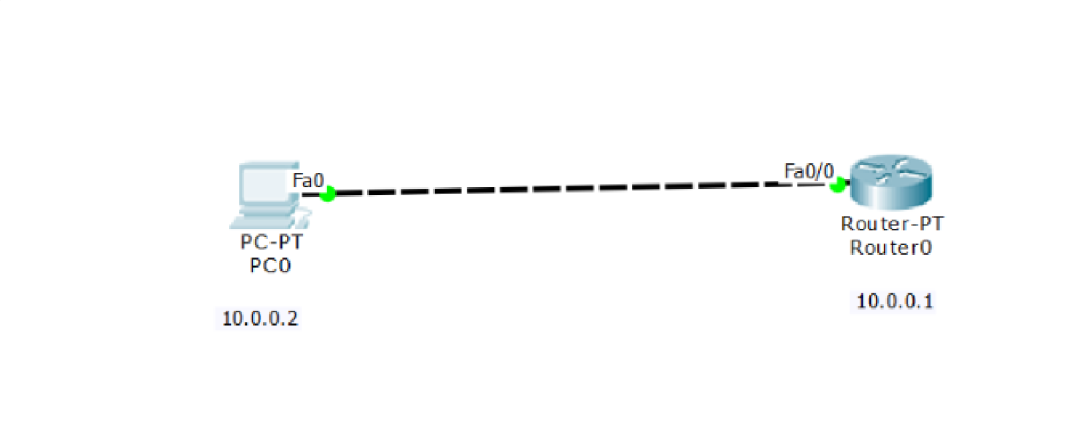 Fa0
Fa0/0
PC-PT
PC0
Router-PT
Router0
10.0.0.2
10.0.0.1